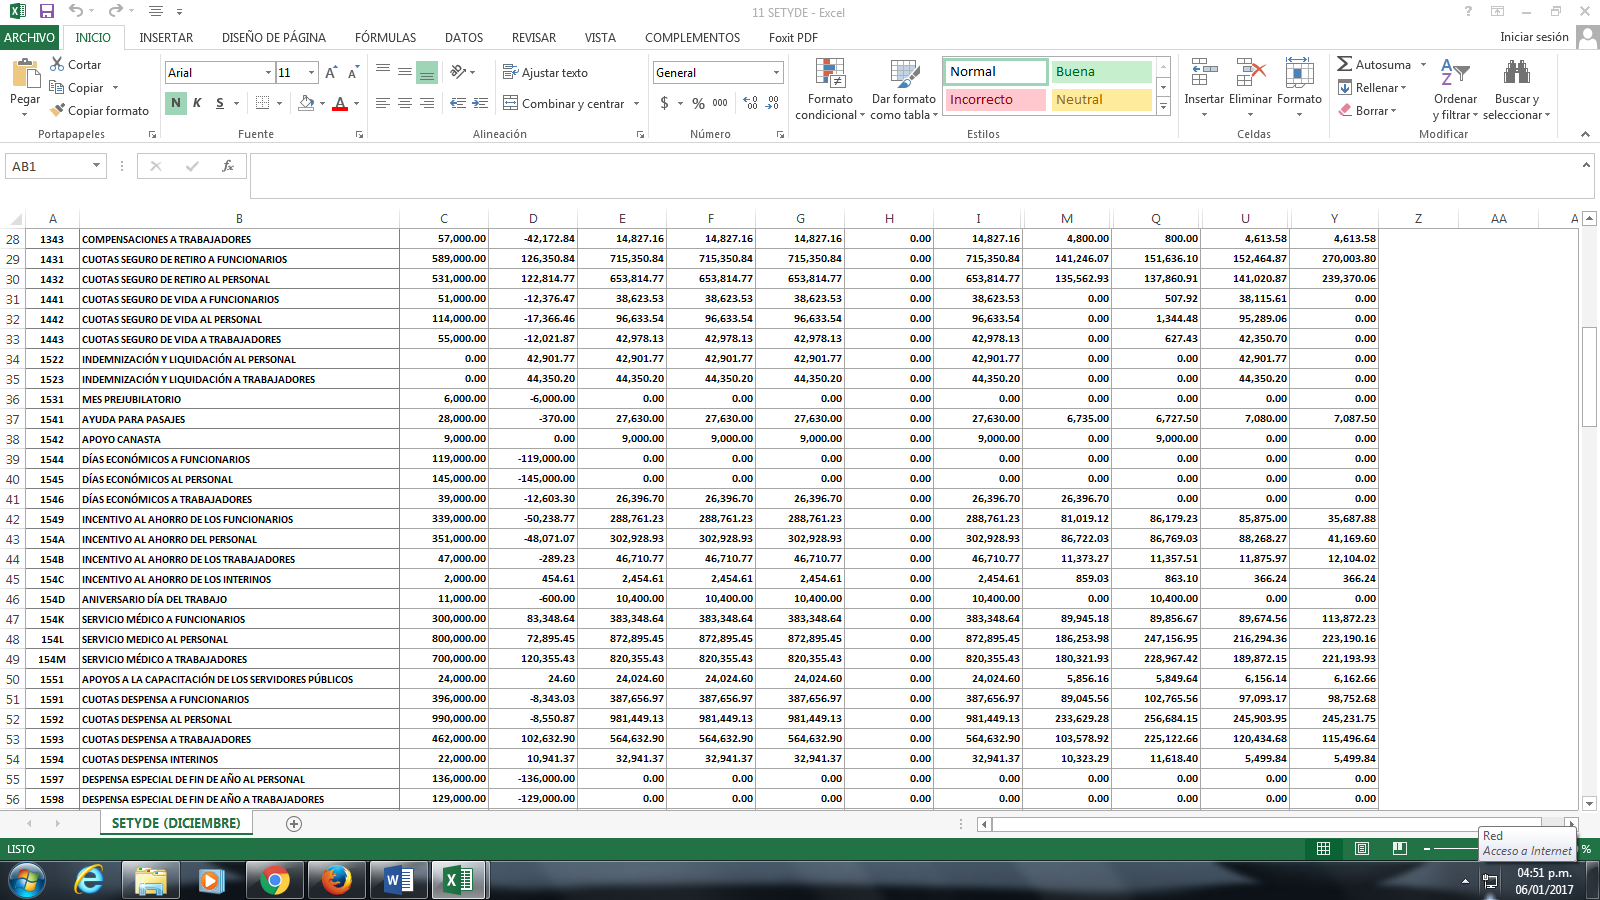 11 SETYDE - Excel
ARCHIVO INICIO INSERTAR DISEÑO DE PÁGINA FÓRMULAS DATOS REVISAR VISTA COMPLEMENTOS Foxit PDF Iniciar sesión
Pegar Cortar Copiar Copiar formato Portapapeles
Arial 11 N K S Fuente
Ajustar texto Combinar y centrar Alineación
General $ % 000 Número
Formato condicional Dar formato como tabla Normal Buena Incorrecto Neutral Estilos
Insertar Eliminar Formato Celdas
Autosuma Rellenar Borrar Ordenar y filtrar Buscar y seleccionar Modificar
AB1 fx
A B C D E F G H I M Q U Y Z AA A
28 1343 COMPENSACIONES A TRABAJADORES 57,000.00 -42,172.84 14,827.16 14,827.16 14,827.16 0.00 14,827.16 4,800.00 800.00 4,613.58 4,613.58
29 1431 CUOTAS SEGURO DE RETIRO A FUNCIONARIOS 589,000.00 126,350.84 715,350.84 715,350.84 715,350.84 0.00 715,350.84 141,246.07 151,636.10 152,464.87 270,003.80
30 1432 CUOTAS SEGURO DE RETIRO AL PERSONAL 531,000.00 122,814.77 653,814.77 653,814.77 653,814.77 0.00 653,814.77 135,562.93 137,860.91 141,020.87 239,370.06
31 1441 CUOTAS SEGURO DE VIDA A FUNCIONARIOS 51,000.00 -12,376.47 38,623.53 38,623.53 38,623.53 0.00 38,623.53 0.00 507.92 38,115.61 0.00
32 1442 CUOTAS SEGURO DE VIDA AL PERSONAL 114,000.00 -17,366.46 96,633.54 96,633.54 96,633.54 0.00 96,633.54 0.00 1,344.48 95,289.06 0.00
33 1443 CUOTAS SEGURO DE VIDA A TRABAJADORES 55,000.00 -12,021.87 42,978.13 42,978.13 42,978.13 0.00 42,978.13 0.00 627.43 42,350.70 0.00
34 1522 INDEMNIZACIÓN Y LIQUIDACIÓN AL PERSONAL 0.00 42,901.77 42,901.77 42,901.77 42,901.77 0.00 42,901.77 0.00 0.00 42,901.77 0.00
35 1523 INDEMNIZACIÓN Y LIQUIDACIÓN A TRABAJADORES 0.00 44,350.20 44,350.20 44,350.20 44,350.20 0.00 44,350.20 0.00 0.00 44,350.20 0.00
36 1531 MES PREJUBILATORIO 6,000.00 -6,000.00 0.00 0.00 0.00 0.00 0.00 0.00 0.00 0.00 0.00
37 1541 AYUDA PARA PASAJES 28,000.00 -370.00 27,630.00 27,630.00 27,630.00 0.00 27,630.00 6,735.00 6,727.50 7,080.00 7,087.50
38 1542 APOYO CANASTA 9,000.00 0.00 9,000.00 9,000.00 9,000.00 0.00 9,000.00 0.00 9,000.00 0.00 0.00
39 1544 DÍAS ECONÓMICOS A FUNCIONARIOS 119,000.00 -119,000.00 0.00 0.00 0.00 0.00 0.00 0.00 0.00 0.00 0.00
40 1545 DÍAS ECONÓMICOS AL PERSONAL 145,000.00 -145,000.00 0.00 0.00 0.00 0.00 0.00 0.00 0.00 0.00 0.00
41 1546 DÍAS ECONÓMICOS A TRABAJADORES 39,000.00 -12,603.30 26,396.70 26,396.70 26,396.70 0.00 26,396.70 26,396.70 0.00 0.00 0.00
42 1549 INCENTIVO AL AHORRO DE LOS FUNCIONARIOS 339,000.00 -50,238.77 288,761.23 288,761.23 288,761.23 0.00 288,761.23 81,019.12 86,179.23 85,875.00 35,687.88
43 154A INCENTIVO AL AHORRO DEL PERSONAL 351,000.00 -48,071.07 302,928.93 302,928.93 302,928.93 0.00 302,928.93 86,722.03 86,769.03 88,268.27 41,169.60
44 154B INCENTIVO AL AHORRO DE LOS TRABAJADORES 47,000.00 -289.23 46,710.77 46,710.77 46,710.77 0.00 46,710.77 11,373.27 11,357.51 11,875.97 12,104.02
45 154C INCENTIVO AL AHORRO DE LOS INTERINOS 2,000.00 454.61 2,454.61 2,454.61 2,454.61 0.00 2,454.61 859.03 863.10 366.24 366.24
46 154D ANIVERSARIO DÍA DEL TRABAJO 11,000.00 -600.00 10,400.00 10,400.00 10,400.00 0.00 10,400.00 0.00 10,400.00 0.00 0.00
47 154K SERVICIO MÉDICO A FUNCIONARIOS 300,000.00 83,348.64 383,348.64 383,348.64 383,348.64 0.00 383,348.64 89,945.18 89,856.67 89,674.56 113,872.23
48 154L SERVICIO MEDICO AL PERSONAL 800,000.00 72,895.45 872,895.45 872,895.45 872,895.45 0.00 872,895.45 186,253.98 247,156.95 216,294.36 223,190.16
49 154M SERVICIO MÉDICO A TRABAJADORES 700,000.00 120,355.43 820,355.43 820,355.43 820,355.43 0.00 820,355.43 180,321.93 228,967.42 189,872.15 221,193.93
50 1551 APOYOS A LA CAPACITACIÓN DE LOS SERVIDORES PÚBLICOS 24,000.00 24.60 24,024.60 24,024.60 24,024.60 0.00 24,024.60 5,856.16 5,849.64 6,156.14 6,162.66
51 1591 CUOTAS DESPENSA A FUNCIONARIOS 396,000.00 -8,343.03 387,656.97 387,656.97 387,656.97 0.00 387,656.97 89,045.56 102,765.56 97,093.17 98,752.68
52 1592 CUOTAS DESPENSA AL PERSONAL 990,000.00 -8,550.87 981,449.13 981,449.13 981,449.13 0.00 981,449.13 233,629.28 256,684.15 245,903.95 245,231.75
53 1593 CUOTAS DESPENSA A TRABAJADORES 462,000.00 102,632.90 564,632.90 564,632.90 564,632.90 0.00 564,632.90 103,578.92 225,122.66 120,434.68 115,496.64
54 1594 CUOTAS DESPENSA INTERINOS 22,000.00 10,941.37 32,941.37 32,941.37 32,941.37 0.00 32,941.37 10,323.29 11,618.40 5,499.84 5,499.84
55 1597 DESPENSA ESPECIAL DE FIN DE AÑO AL PERSONAL 136,000.00 -136,000.00 0.00 0.00 0.00 0.00 0.00 0.00 0.00 0.00 0.00
56 1598 DESPENSA ESPECIAL DE FIN DE AÑO A TRABAJADORES 129,000.00 -129,000.00 0.00 0.00 0.00 0.00 0.00 0.00 0.00 0.00 0.00
SETYDE (DICIEMBRE)
LISTO %
Red
Acceso a Internet
04:51 p.m.
06/01/2017